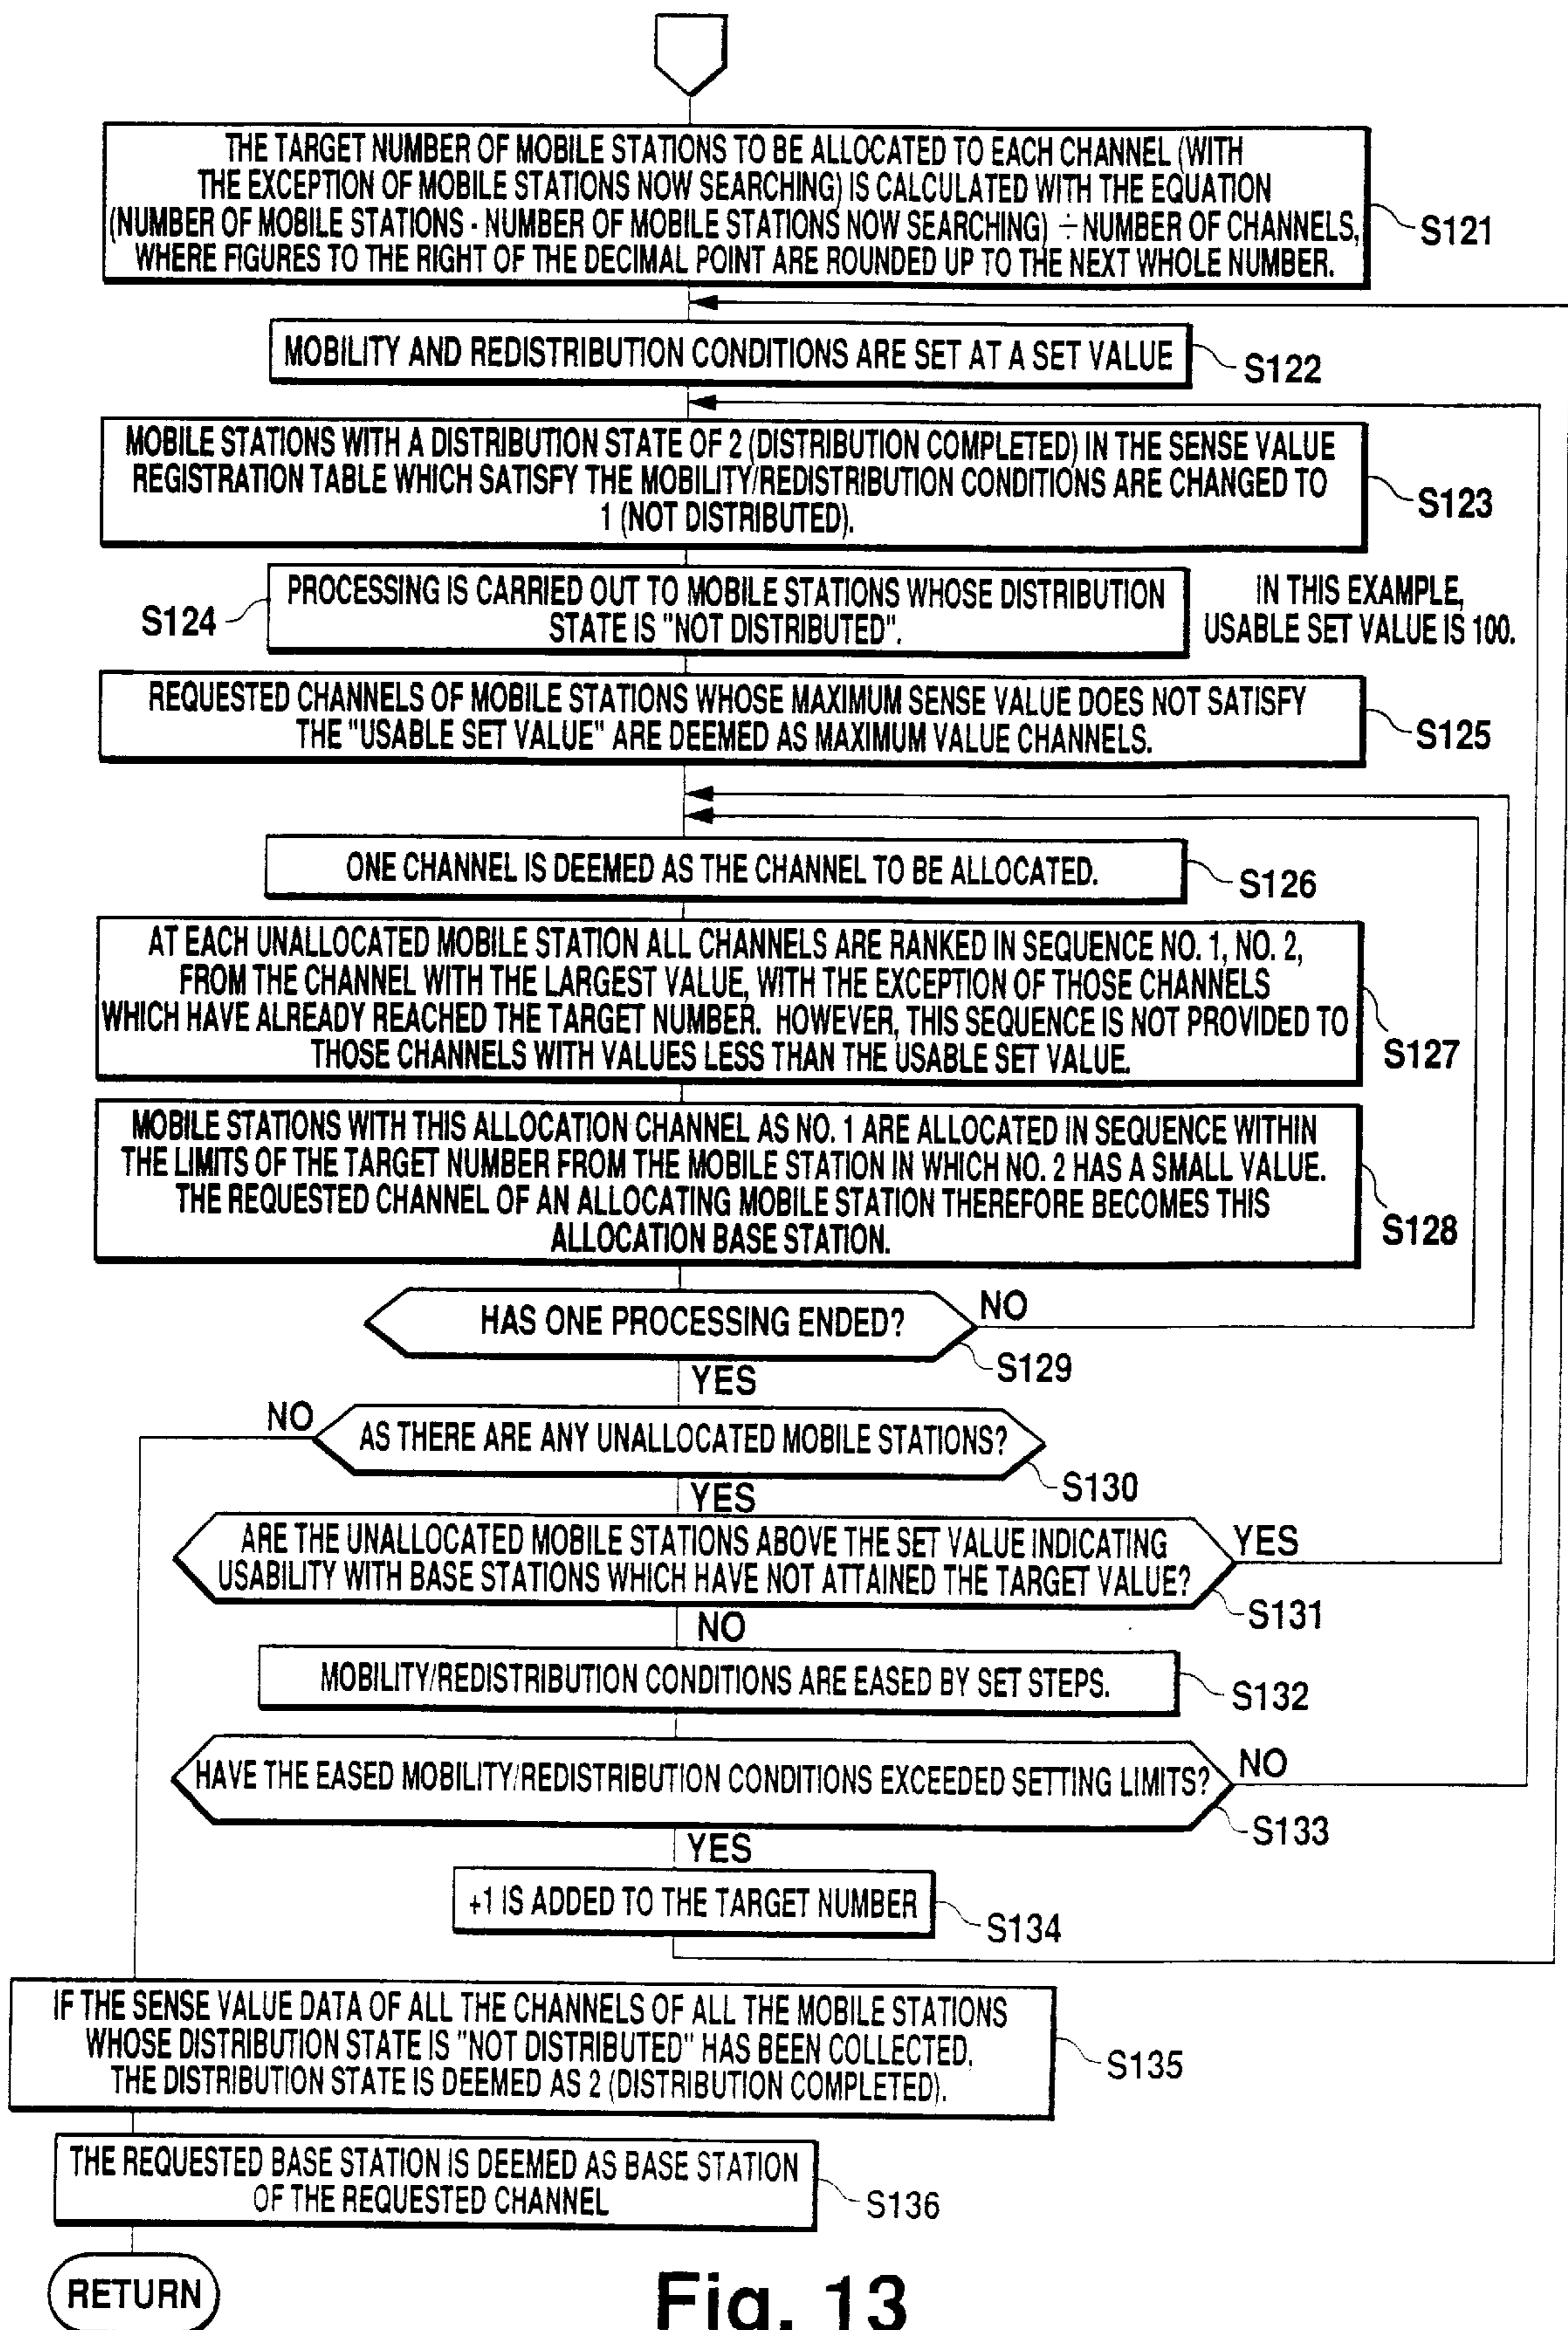 THE TARGET NUMBER OF MOBILE STATIONS TO BE ALLOCATED TO EACH CHANNEL (WITH
THE EXCEPTION OF MOBILE STATIONS NOW SEARCHING) IS CALCULATED WITH THE EQUATION
(NUMBER OF MOBILE STATIONS - NUMBER OF MOBILE STATIONS NOW SEARCHING) ÷ NUMBER OF CHANNELS,
WHERE FIGURES TO THE RIGHT OF THE DECIMAL POINT ARE ROUNDED UP TO THE NEXT WHOLE NUMBER.
S121
MOBILITY AND REDISTRIBUTION CONDITIONS ARE SET AT A SET VALUE
S122
MOBILE STATIONS WITH A DISTRIBUTION STATE OF 2 (DISTRIBUTION COMPLETED) IN THE SENSE VALUE
REGISTRATION TABLE WHICH SATISFY THE MOBILITY/REDISTRIBUTION CONDITIONS ARE CHANGED TO
1 (NOT DISTRIBUTED).
S123
S124
PROCESSING IS CARRIED OUT TO MOBILE STATIONS WHOSE DISTRIBUTION
STATE IS "NOT DISTRIBUTED".
IN THIS EXAMPLE,
USABLE SET VALUE IS 100.
REQUESTED CHANNELS OF MOBILE STATIONS WHOSE MAXIMUM SENSE VALUE DOES NOT SATISFY
THE "USABLE SET VALUE" ARE DEEMED AS MAXIMUM VALUE CHANNELS.
S125
ONE CHANNEL IS DEEMED AS THE CHANNEL TO BE ALLOCATED.
S126
AT EACH UNALLOCATED MOBILE STATION ALL CHANNELS ARE RANKED IN SEQUENCE NO. 1, NO. 2,
FROM THE CHANNEL WITH THE LARGEST VALUE, WITH THE EXCEPTION OF THOSE CHANNELS
WHICH HAVE ALREADY REACHED THE TARGET NUMBER. HOWEVER, THIS SEQUENCE IS NOT PROVIDED TO
THOSE CHANNELS WITH VALUES LESS THAN THE USABLE SET VALUE.
S127
MOBILE STATIONS WITH THIS ALLOCATION CHANNEL AS NO. 1 ARE ALLOCATED IN SEQUENCE WITHIN
THE LIMITS OF THE TARGET NUMBER FROM THE MOBILE STATION IN WHICH NO. 2 HAS A SMALL VALUE.
THE REQUESTED CHANNEL OF AN ALLOCATING MOBILE STATION THEREFORE BECOMES THIS
ALLOCATION BASE STATION.
S128
HAS ONE PROCESSING ENDED?
NO
S129
YES
NO
AS THERE ARE ANY UNALLOCATED MOBILE STATIONS?
S130
YES
ARE THE UNALLOCATED MOBILE STATIONS ABOVE THE SET VALUE INDICATING
USABILITY WITH BASE STATIONS WHICH HAVE NOT ATTAINED THE TARGET VALUE?
YES
S131
NO
MOBILITY/REDISTRIBUTION CONDITIONS ARE EASED BY SET STEPS.
S132
HAVE THE EASED MOBILITY/REDISTRIBUTION CONDITIONS EXCEEDED SETTING LIMITS?
NO
S133
YES
+1 IS ADDED TO THE TARGET NUMBER
S134
IF THE SENSE VALUE DATA OF ALL THE CHANNELS OF ALL THE MOBILE STATIONS
WHOSE DISTRIBUTION STATE IS "NOT DISTRIBUTED" HAS BEEN COLLECTED,
THE DISTRIBUTION STATE IS DEEMED AS 2 (DISTRIBUTION COMPLETED).
S135
THE REQUESTED BASE STATION IS DEEMED AS BASE STATION
OF THE REQUESTED CHANNEL
S136
RETURN
Fig. 13